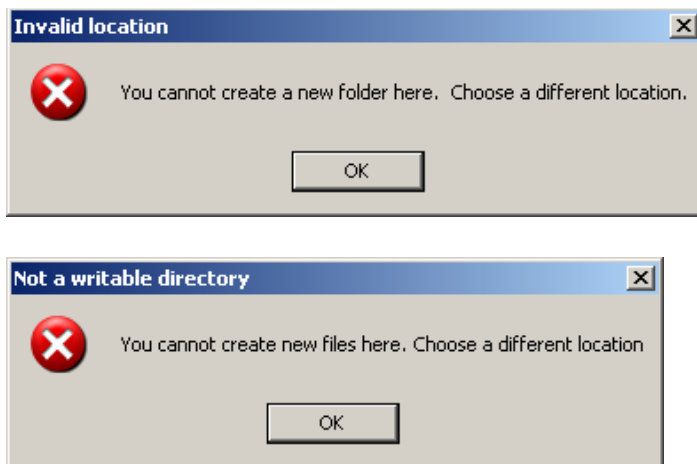 Invalid location
You cannot create a new folder here.  Choose a different location.
OK
Not a writable directory
You cannot create new files here. Choose a different location
OK